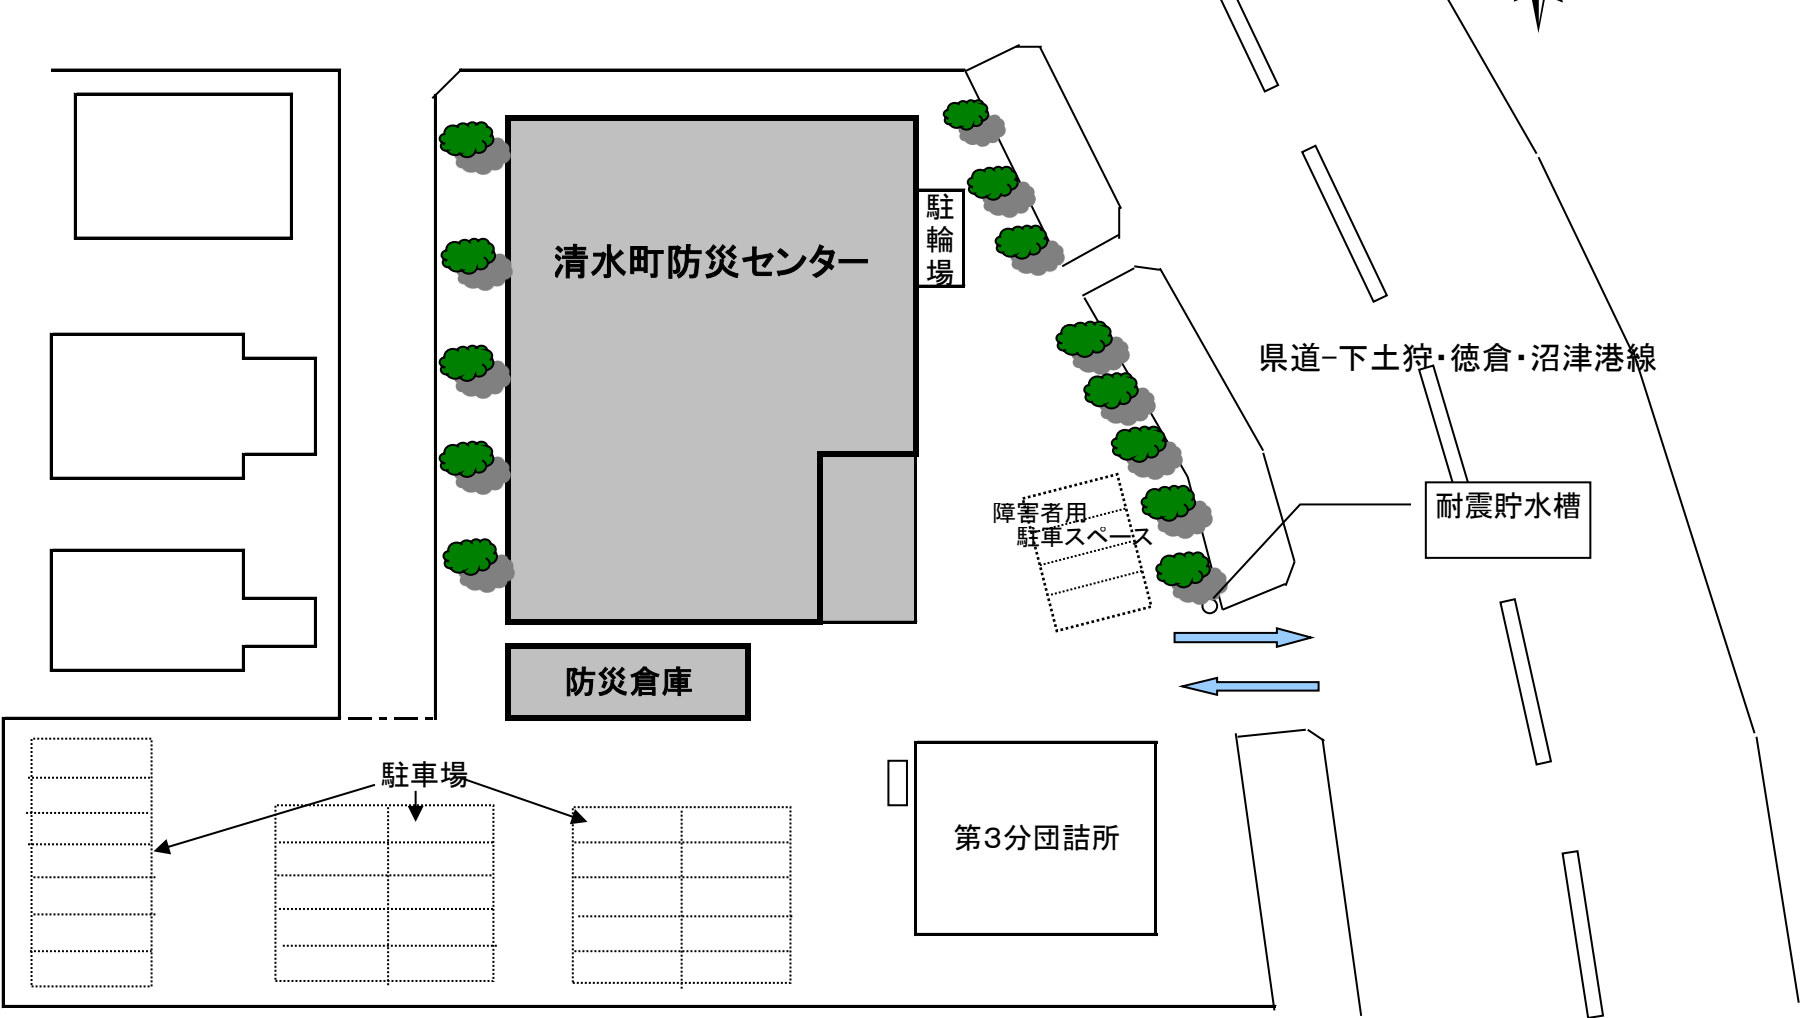 清水町防災センター
駐輪場
県道−下土狩・徳倉・沼津港線
耐震貯水槽
障害者用
駐車スペース
防災倉庫
駐車場
第3分団詰所